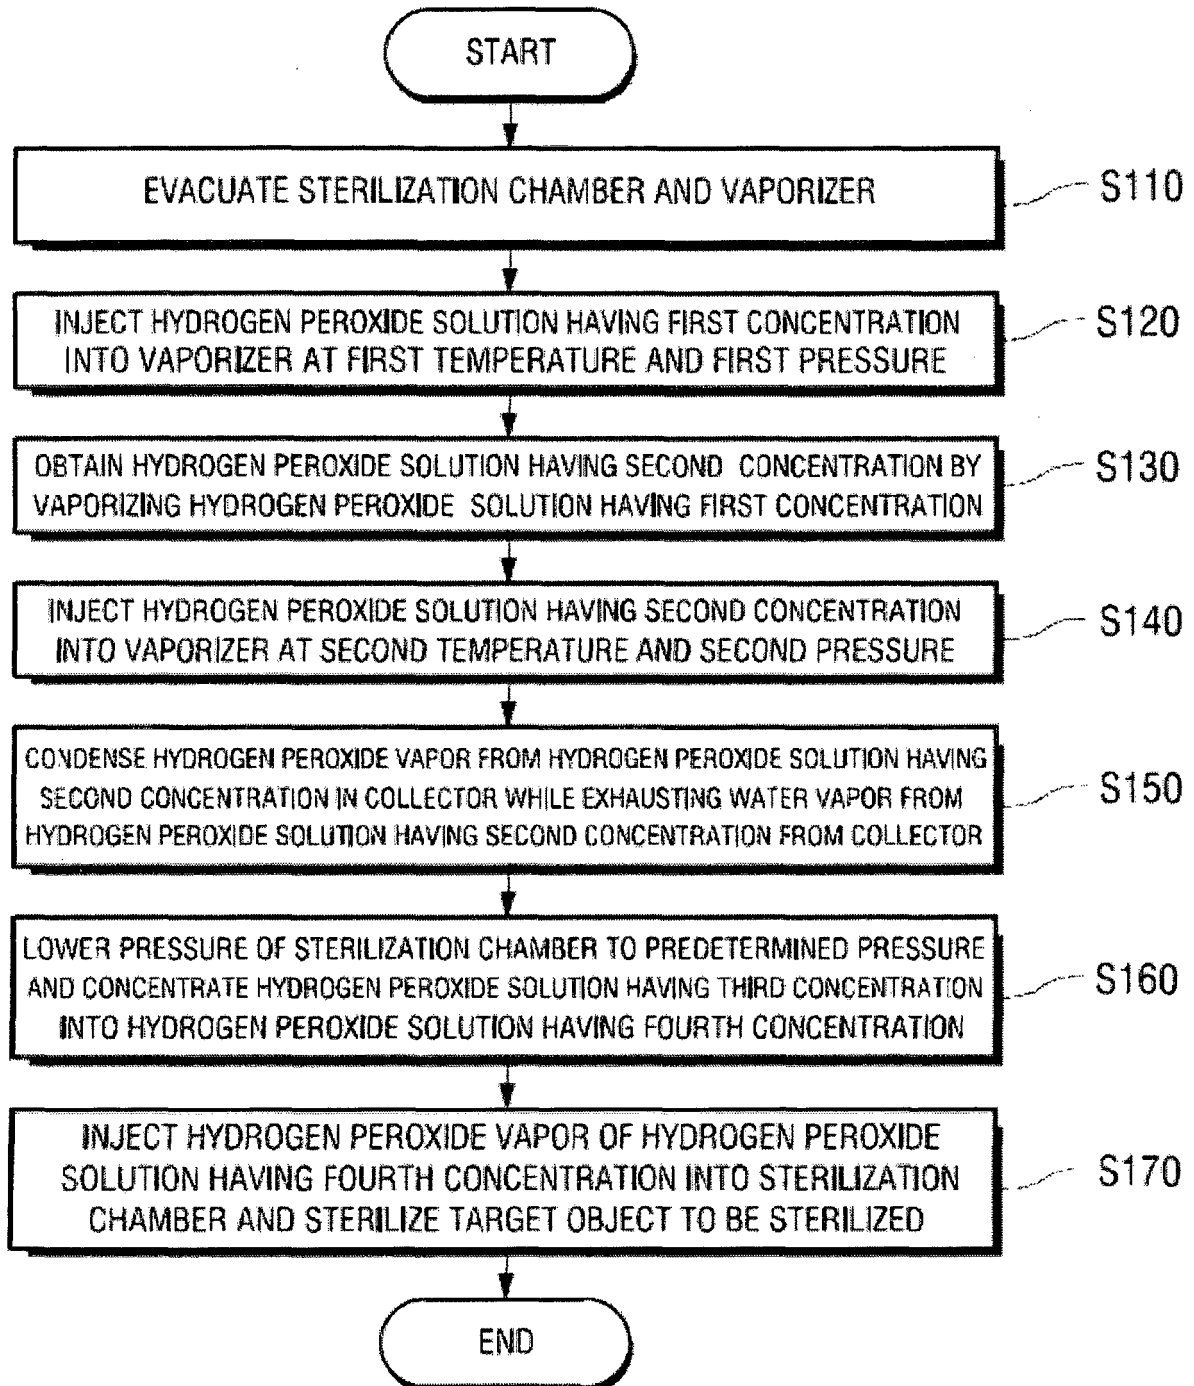 START
EVACUATE STERILIZATION CHAMBER AND VAPORIZER
S110
INJECT HYDROGEN PEROXIDE SOLUTION HAVING FIRST CONCENTRATION
INTO VAPORIZER AT FIRST TEMPERATURE AND FIRST PRESSURE
S120
OBTAIN HYDROGEN PEROXIDE SOLUTION HAVING SECOND CONCENTRATION BY
VAPORIZING HYDROGEN PEROXIDE SOLUTION HAVING FIRST CONCENTRATION
S130
INJECT HYDROGEN PEROXIDE SOLUTION HAVING SECOND CONCENTRATION
INTO VAPORIZER AT SECOND TEMPERATURE AND SECOND PRESSURE
S140
CONDENSE HYDROGEN PEROXIDE VAPOR FROM HYDROGEN PEROXIDE SOLUTION HAVING
SECOND CONCENTRATION IN COLLECTOR WHILE EXHAUSTING WATER VAPOR FROM
HYDROGEN PEROXIDE SOLUTION HAVING SECOND CONCENTRATION FROM COLLECTOR
S150
LOWER PRESSURE OF STERILIZATION CHAMBER TO PREDETERMINED PRESSURE
AND CONCENTRATE HYDROGEN PEROXIDE SOLUTION HAVING THIRD CONCENTRATION
INTO HYDROGEN PEROXIDE SOLUTION HAVING FOURTH CONCENTRATION
S160
INJECT HYDROGEN PEROXIDE VAPOR OF HYDROGEN PEROXIDE
SOLUTION HAVING FOURTH CONCENTRATION INTO STERILIZATION
CHAMBER AND STERILIZE TARGET OBJECT TO BE STERILIZED
S170
END